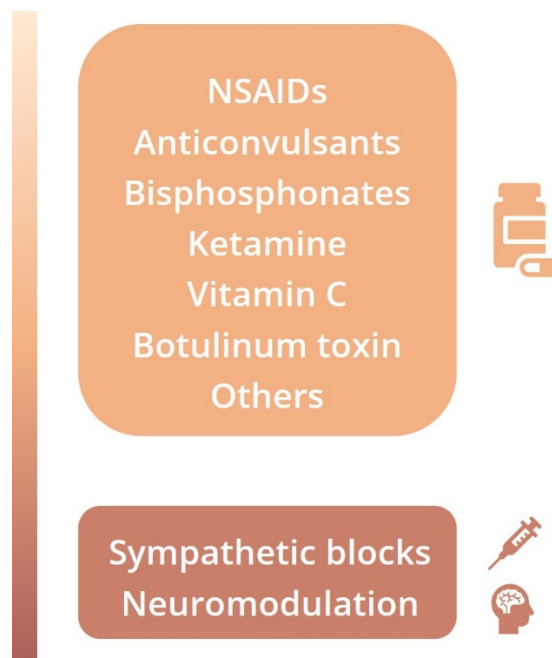 NSAIDs
Anticonvulsants
Bisphosphonates
Ketamine
Vitamin C
Botulinum toxin
Others
Sympathetic blocks
Neuromodulation